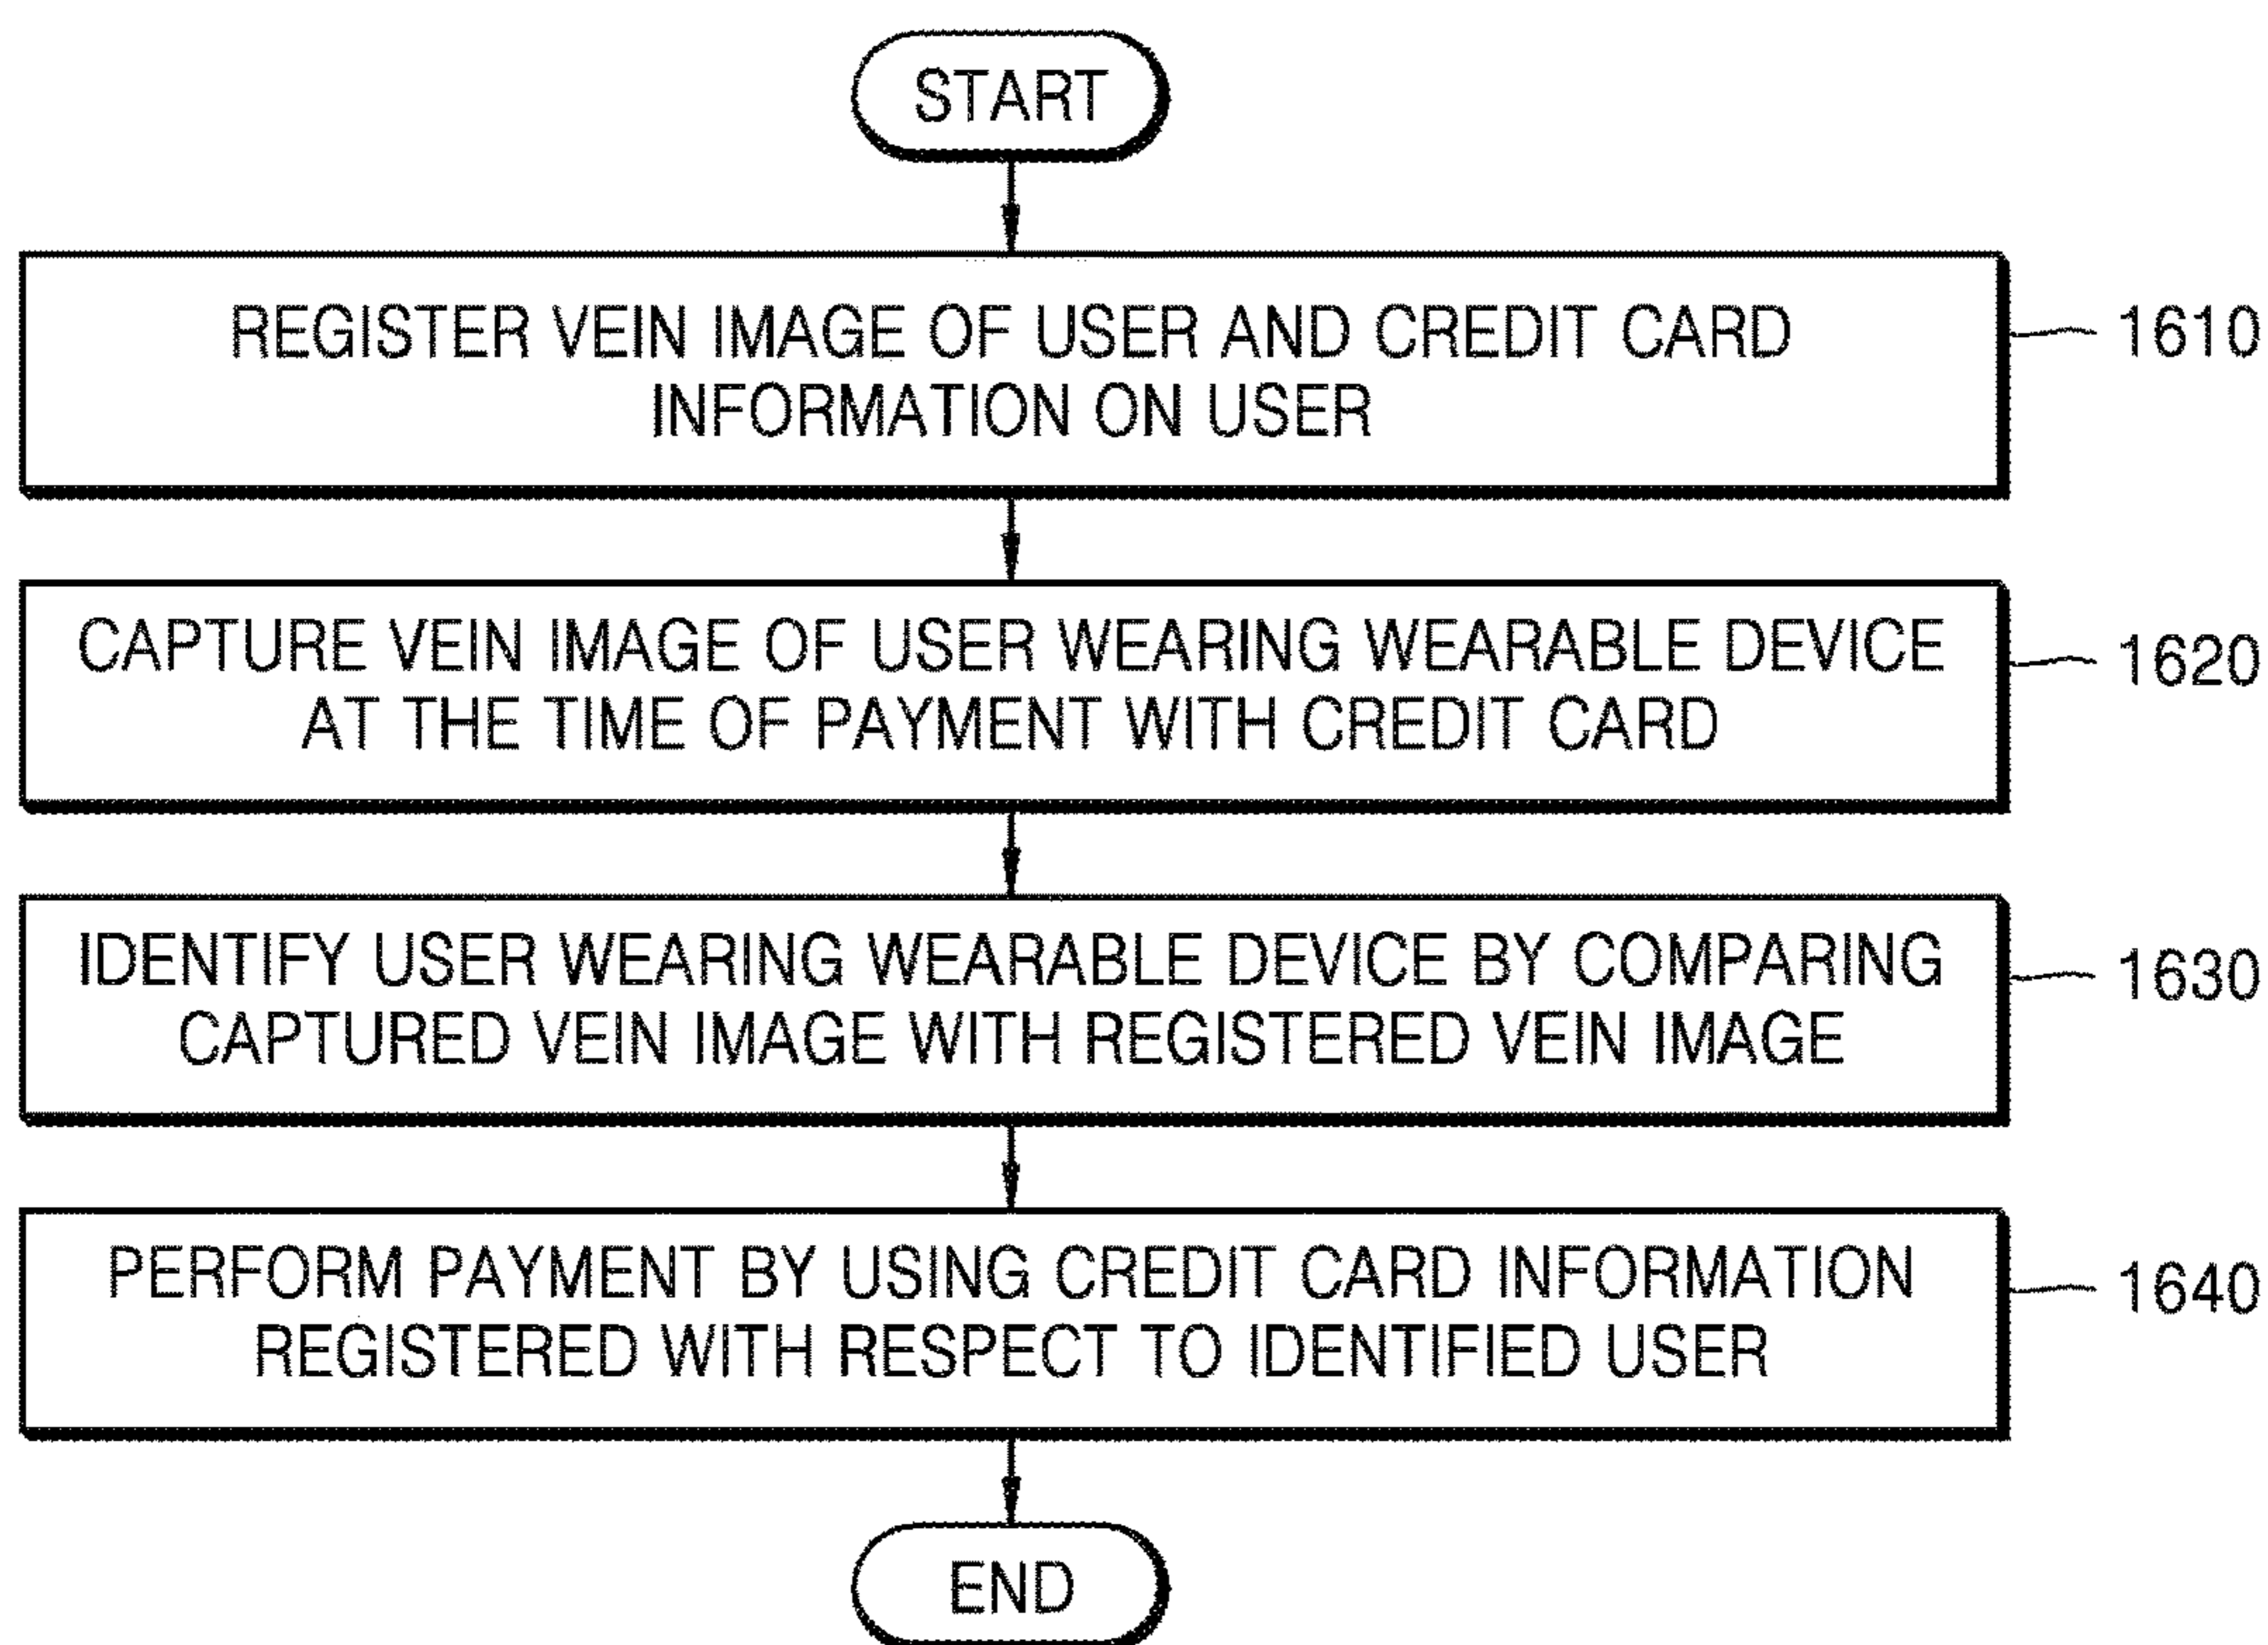 START
REGISTER VEIN IMAGE OF USER AND CREDIT CARD
INFORMATION ON USER
1610
CAPTURE VEIN IMAGE OF USER WEARING WEARABLE DEVICE
AT THE TIME OF PAYMENT WITH CREDIT CARD
1620
IDENTIFY USER WEARING WEARABLE DEVICE BY COMPARING
CAPTURED VEIN IMAGE WITH REGISTERED VEIN IMAGE
1630
PERFORM PAYMENT BY USING CREDIT CARD INFORMATION
REGISTERED WITH RESPECT TO IDENTIFIED USER
1640
END